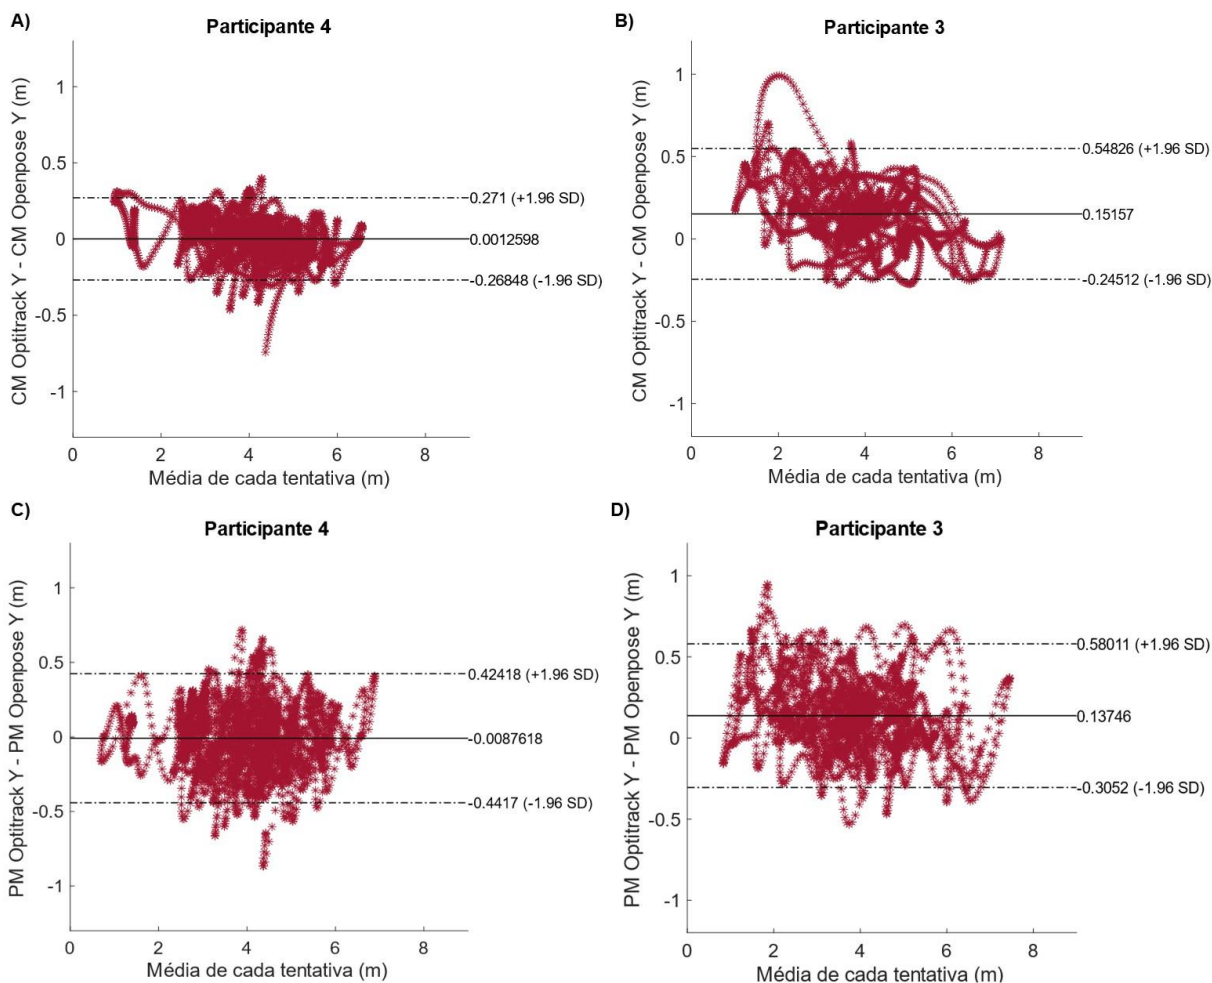 A)
Participante 4
CM Optitrack Y - CM Openpose Y (m)
1
0.5
0
-0.5
-1
0.271 (+1.96 SD)
0.0012598
-0.26848 (-1.96 SD)
0 2 4 6 8
Média de cada tentativa (m)
B)
Participante 3
CM Optitrack Y - CM Openpose Y (m)
1
0.5
0
-0.5
-1
0.54826 (+1.96 SD)
0.15157
-0.24512 (-1.96 SD)
0 2 4 6 8
Média de cada tentativa (m)
C)
Participante 4
PM Optitrack Y - PM Openpose Y (m)
1
0.5
0
-0.5
-1
0.42418 (+1.96 SD)
-0.0087618
-0.4417 (-1.96 SD)
0 2 4 6 8
Média de cada tentativa (m)
D)
Participante 3
PM Optitrack Y - PM Openpose Y (m)
1
0.5
0
-0.5
-1
0.58011 (+1.96 SD)
0.13746
-0.3052 (-1.96 SD)
0 2 4 6 8
Média de cada tentativa (m)